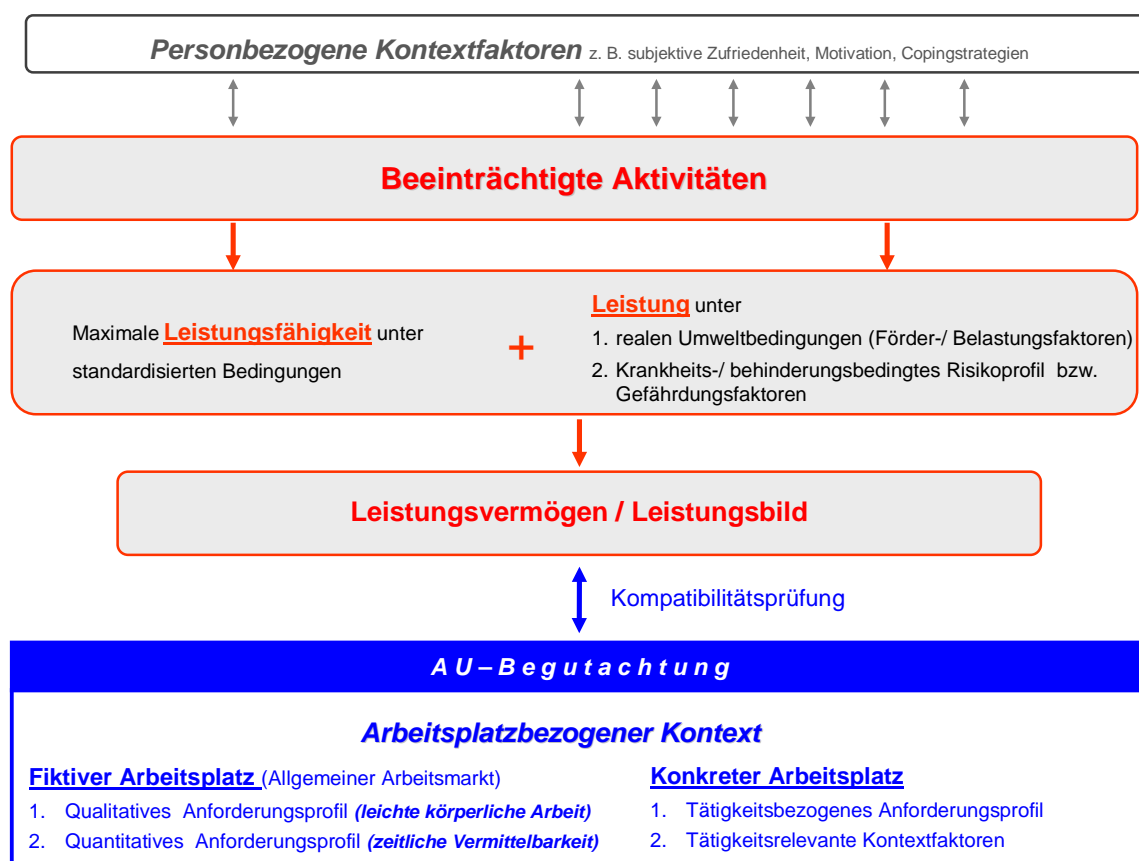 Personbezogene Kontextfaktoren z. B. subjektive Zufriedenheit, Motivation, Copingstrategien
Beeinträchtigte Aktivitäten
Maximale Leistungsfähigkeit unter
standardisierten Bedingungen
+
Leistung unter
1. realen Umweltbedingungen (Förder-/ Belastungsfaktoren)
2. Krankheits-/ behinderungsbedingtes Risikoprofil bzw.
Gefährdungsfaktoren
Leistungsvermögen / Leistungsbild
Kompatibilitätsprüfung
AU–Begutachtung
Arbeitsplatzbezogener Kontext
Fiktiver Arbeitsplatz (Allgemeiner Arbeitsmarkt)
1. Qualitatives Anforderungsprofil (leichte körperliche Arbeit)
2. Quantitatives Anforderungsprofil (zeitliche Vermittelbarkeit)
Konkreter Arbeitsplatz
1. Tätigkeitsbezogenes Anforderungsprofil
2. Tätigkeitsrelevante Kontextfaktoren